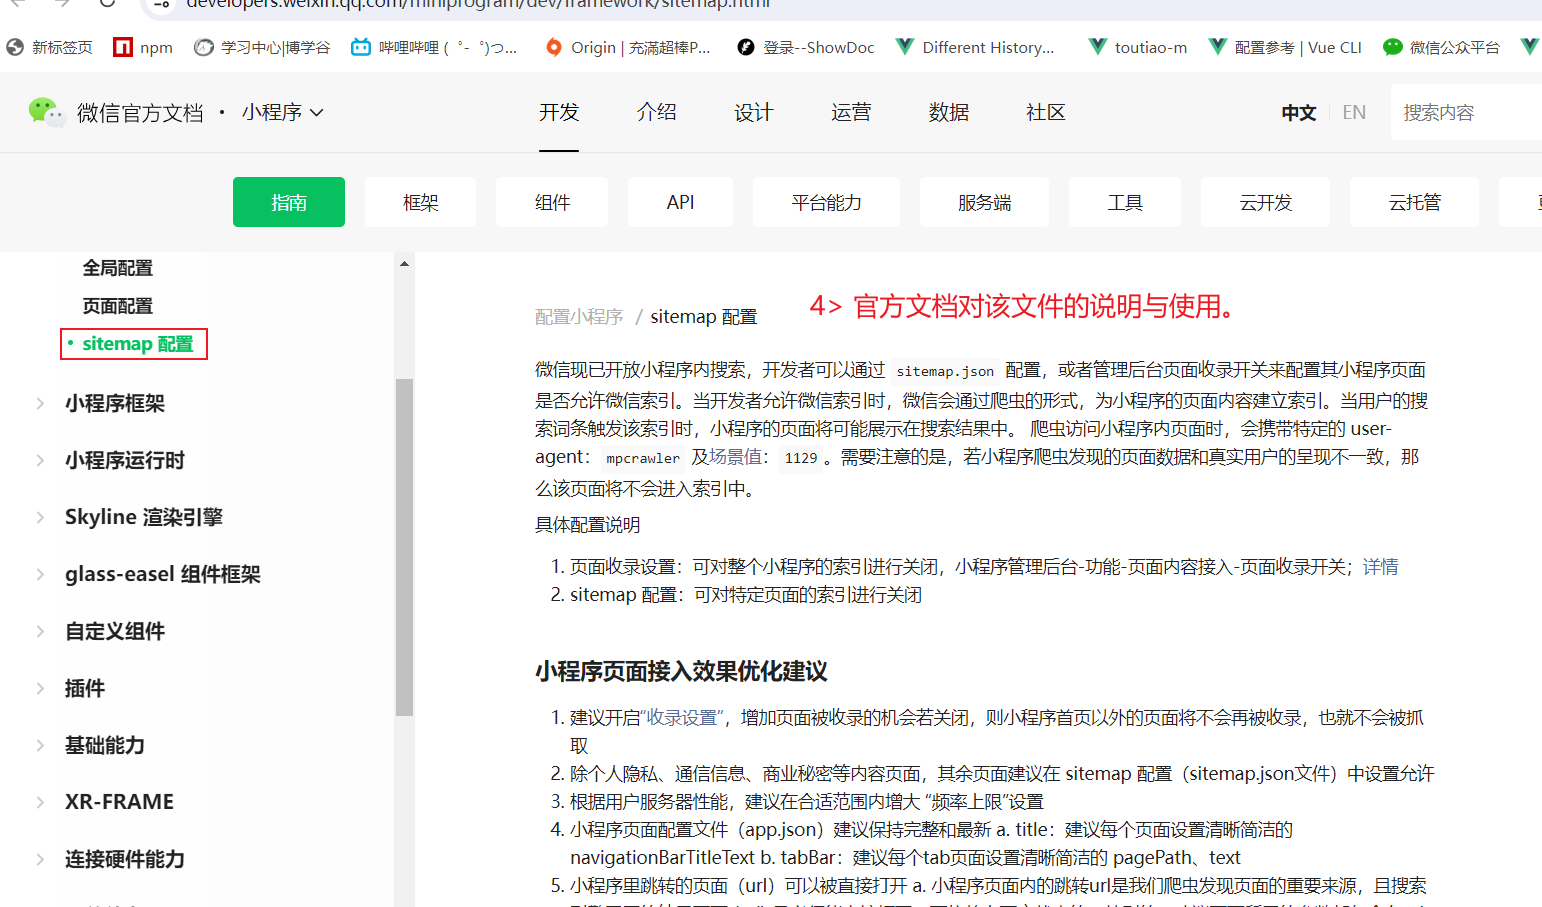 developers.weixin.qq.com/miniprogram/dev/framework/sitemap.html
新标签页 npm 学习中心|博学谷 哔哩哔哩 ( ゜- ゜)つ... Origin | 充满超棒P... 登录--ShowDoc Different History... toutiao-m 配置参考 | Vue CLI 微信公众平台
微信官方文档 · 小程序 开发 介绍 设计 运营 数据 社区 中文 EN 搜索内容
指南 框架 组件 API 平台能力 服务端 工具 云开发 云托管
全局配置
页面配置
• sitemap 配置
小程序框架
小程序运行时
Skyline 渲染引擎
glass-easel 组件框架
自定义组件
插件
基础能力
XR-FRAME
连接硬件能力
配置小程序 / sitemap 配置
4> 官方文档对该文件的说明与使用。
微信现已开放小程序内搜索，开发者可以通过 sitemap.json 配置，或者管理后台页面收录开关来配置其小程序页面
是否允许微信索引。当开发者允许微信索引时，微信会通过爬虫的形式，为小程序的页面内容建立索引。当用户的搜
索词条触发该索引时，小程序的页面将可能展示在搜索结果中。 爬虫访问小程序内页面时，会携带特定的 user-
agent： mpcrawler 及场景值： 1129 。需要注意的是，若小程序爬虫发现的页面数据和真实用户的呈现不一致，那
么该页面将不会进入索引中。
具体配置说明
1. 页面收录设置：可对整个小程序的索引进行关闭，小程序管理后台-功能-页面内容接入-页面收录开关；详情
2. sitemap 配置：可对特定页面的索引进行关闭
小程序页面接入效果优化建议
1. 建议开启“收录设置”，增加页面被收录的机会若关闭，则小程序首页以外的页面将不会再被收录，也就不会被抓
取
2. 除个人隐私、通信信息、商业秘密等内容页面，其余页面建议在 sitemap 配置（sitemap.json文件）中设置允许
3. 根据用户服务器性能，建议在合适范围内增大 “频率上限”设置
4. 小程序页面配置文件（app.json）建议保持完整和最新 a. title：建议每个页面设置清晰简洁的
navigationBarTitleText b. tabBar：建议每个tab页面设置清晰简洁的 pagePath、text
5. 小程序里跳转的页面（url）可以被直接打开 a. 小程序页面内的跳转url是我们爬虫发现页面的重要来源，且搜索